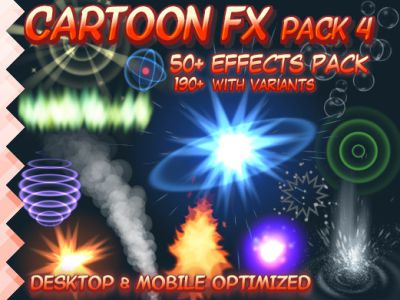 CARTOON FX PACK 4
50+ EFFECTS PACK
190+ WITH VARIANTS
DESKTOP & MOBILE OPTIMIZED